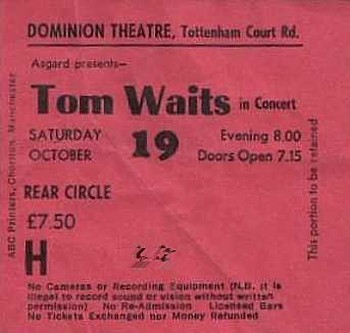 DOMINION THEATRE, Tottenham Court Rd.
Asgard presents—
Tom Waits in Concert
SATURDAY
OCTOBER
19
Evening 8.00
Doors Open 7.15
REAR CIRCLE
£7.50
H
No Cameras or Recording Equipment (N.B. it is
illegal to record sound or vision without written
permission) No Re-Admission Licensed Bars
No Tickets Exchanged nor Money Refunded
ABC Printers, Chorlton, Manchester
This portion to be retained